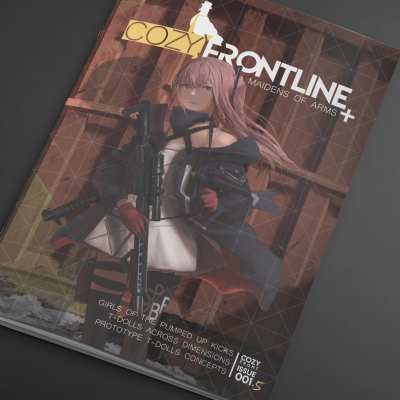 COZY FRONTLINE+
MAIDENS OF ARMS
GIRLS OF THE PUMPED UP KICKS
T-DOLLS ACROSS DIMENSIONS
PROTOTYPE T-DOLLS CONCEPTS
COZY
FRONT
ISSUE
001.5